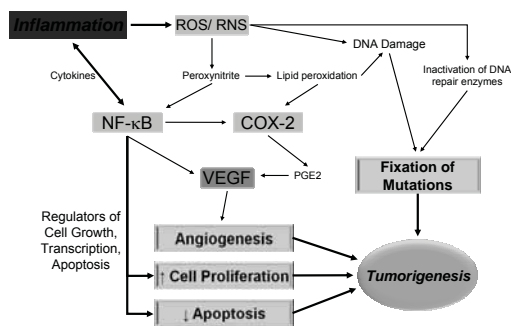 Inflammation
ROS/ RNS
DNA Damage
Cytokines
Peroxynitrite
Lipid peroxidation
Inactivation of DNA
repair enzymes
NF-κB
COX-2
VEGF
PGE2
Fixation of
Mutations
Regulators of
Cell Growth,
Transcription,
Apoptosis
Angiogenesis
↑ Cell Proliferation
↓ Apoptosis
Tumorigenesis